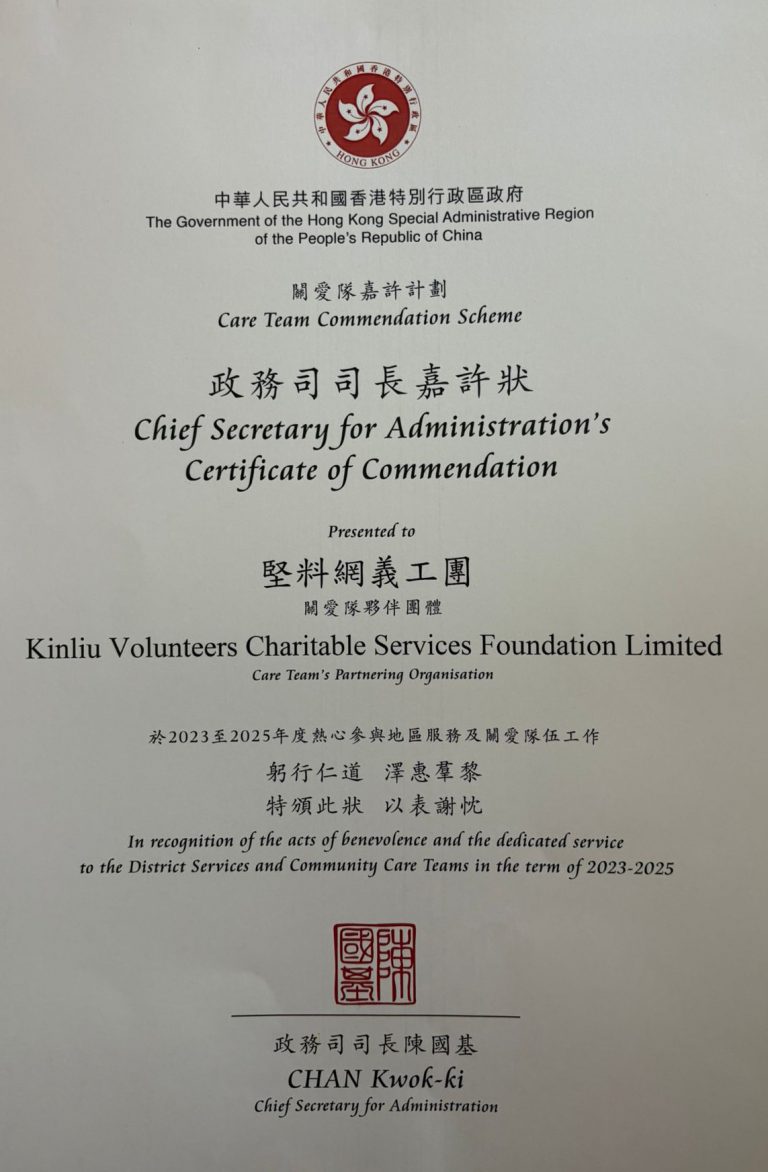 中華人民共和國香港特別行政區
HONG KONG
中華人民共和國香港特別行政區政府
The Government of the Hong Kong Special Administrative Region
of the People's Republic of China
關愛隊嘉許計劃
Care Team Commendation Scheme
政務司司長嘉許狀
Chief Secretary for Administration's
Certificate of Commendation
Presented to
堅料網義工團
關愛隊夥伴團體
Kinliu Volunteers Charitable Services Foundation Limited
Care Team's Partnering Organisation
於2023至2025年度熱心參與地區服務及關愛隊伍工作
躬行仁道 澤惠羣黎
特頒此狀 以表謝忱
In recognition of the acts of benevolence and the dedicated service
to the District Services and Community Care Teams in the term of 2023-2025
陳國基
政務司司長陳國基
CHAN Kwok-ki
Chief Secretary for Administration